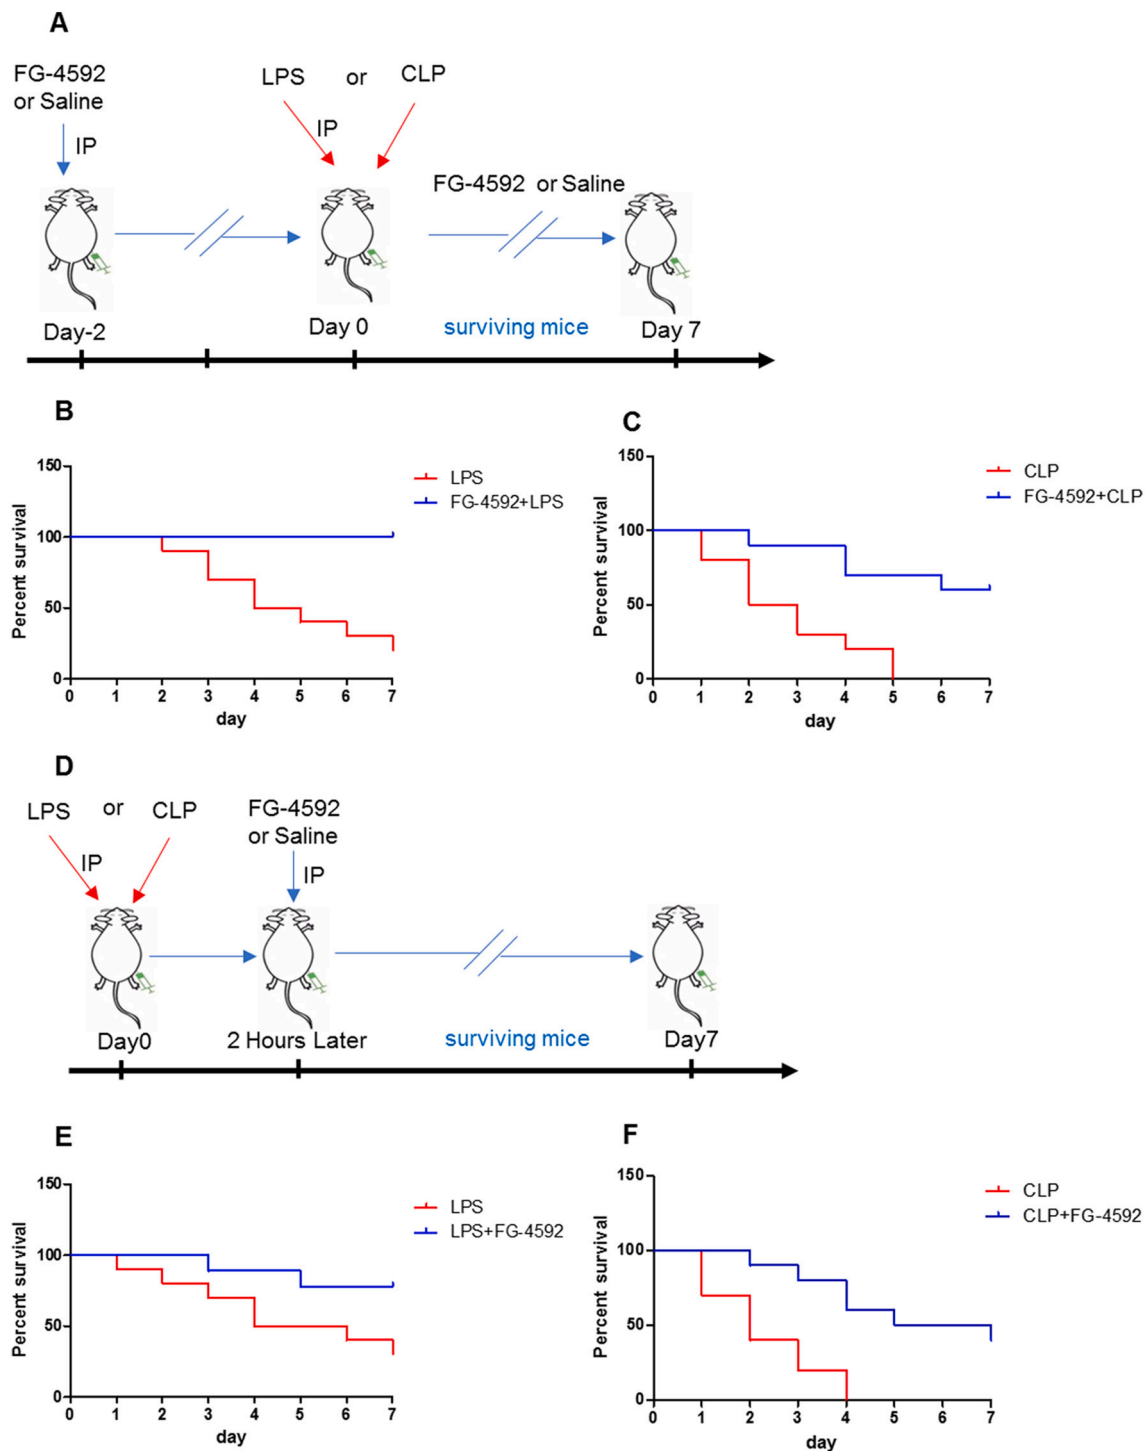 A
FG-4592
or Saline
IP
LPS or CLP
IP
FG-4592 or Saline
Day-2
Day 0
surviving mice
Day 7
B
150
100
50
0
Percent survival
0 1 2 3 4 5 6 7
day
LPS
FG-4592+LPS
C
150
100
50
0
Percent survival
0 1 2 3 4 5 6 7
day
CLP
FG-4592+CLP
D
LPS or CLP
IP
FG-4592
or Saline
IP
Day0
2 Hours Later
surviving mice
Day7
E
150
100
50
0
Percent survival
0 1 2 3 4 5 6 7
day
LPS
LPS+FG-4592
F
150
100
50
0
Percent survival
0 1 2 3 4 5 6 7
day
CLP
CLP+FG-4592